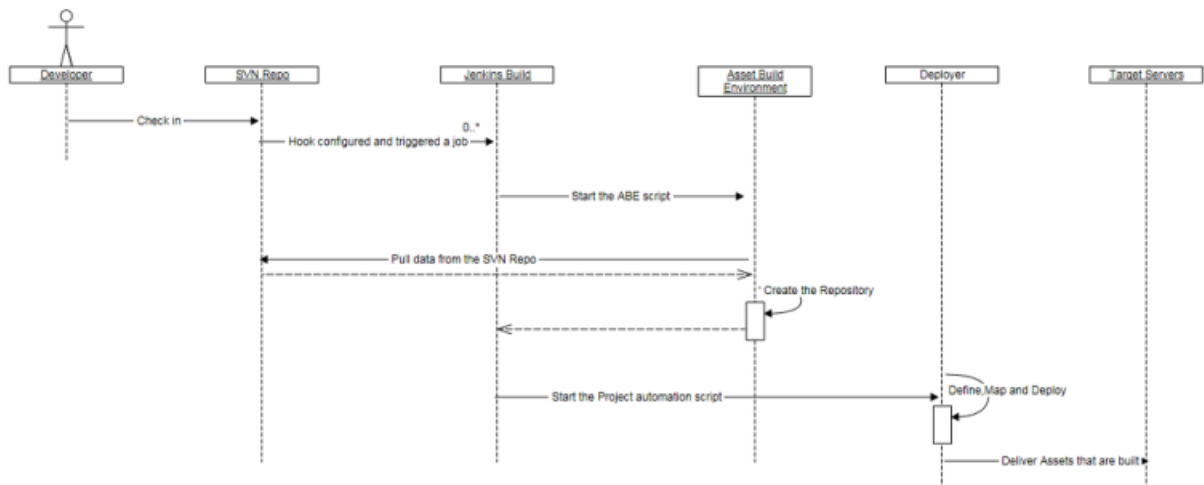 Developer
SVN Repo
Jenkins Build
Asset Build
Environment
Deployer
Target Servers
Check in
0..*
Hook configured and triggered a job
Start the ABE script
Pull data from the SVN Repo
' Create the Repository
Start the Project automation script
Define,Map and Deploy
Deliver Assets that are built